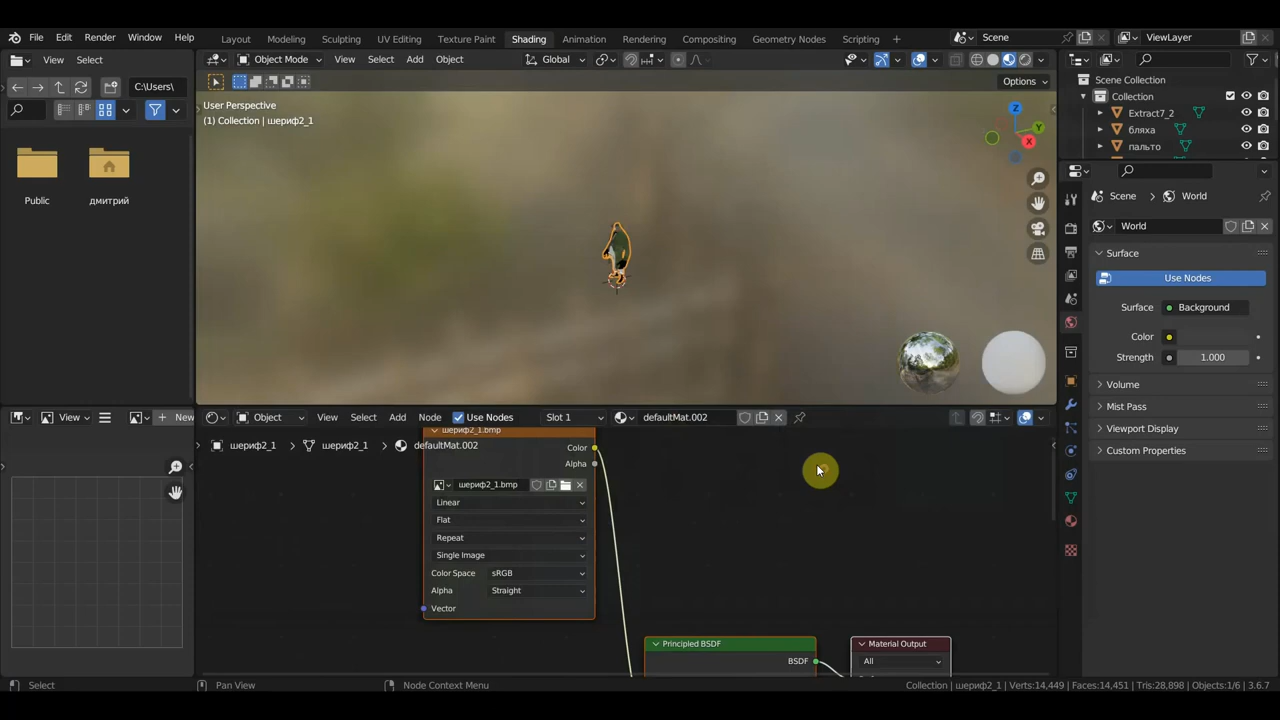 File Edit Render Window Help
Layout Modeling Sculpting UV Editing Texture Paint Shading Animation Rendering Compositing Geometry Nodes Scripting +
Scene
ViewLayer
View Select
Object Mode View Select Add Object Global
C:\Users\
Options
User Perspective
(1) Collection | шериф2_1
Public
дмитрий
Z
Y
X
Scene Collection
Collection
Extract7_2
бляха
пальто
Scene World
World
Surface
Use Nodes
Surface Background
Color
Strength 1.000
Volume
Mist Pass
Viewport Display
Custom Properties
View New
Object View Select Add Node Use Nodes Slot 1 defaultMat.002
шериф2_1.bmp
шериф2_1 шериф2_1 defaultMat.002
Color
Alpha
шериф2_1.bmp
Linear
Flat
Repeat
Single Image
Color Space sRGB
Alpha Straight
Vector
Principled BSDF
BSDF
Material Output
All
Select Pan View Node Context Menu
Collection | шериф2_1 | Verts:14,449 | Faces:14,451 | Tris:28,898 | Objects:1/6 | 3.6.7